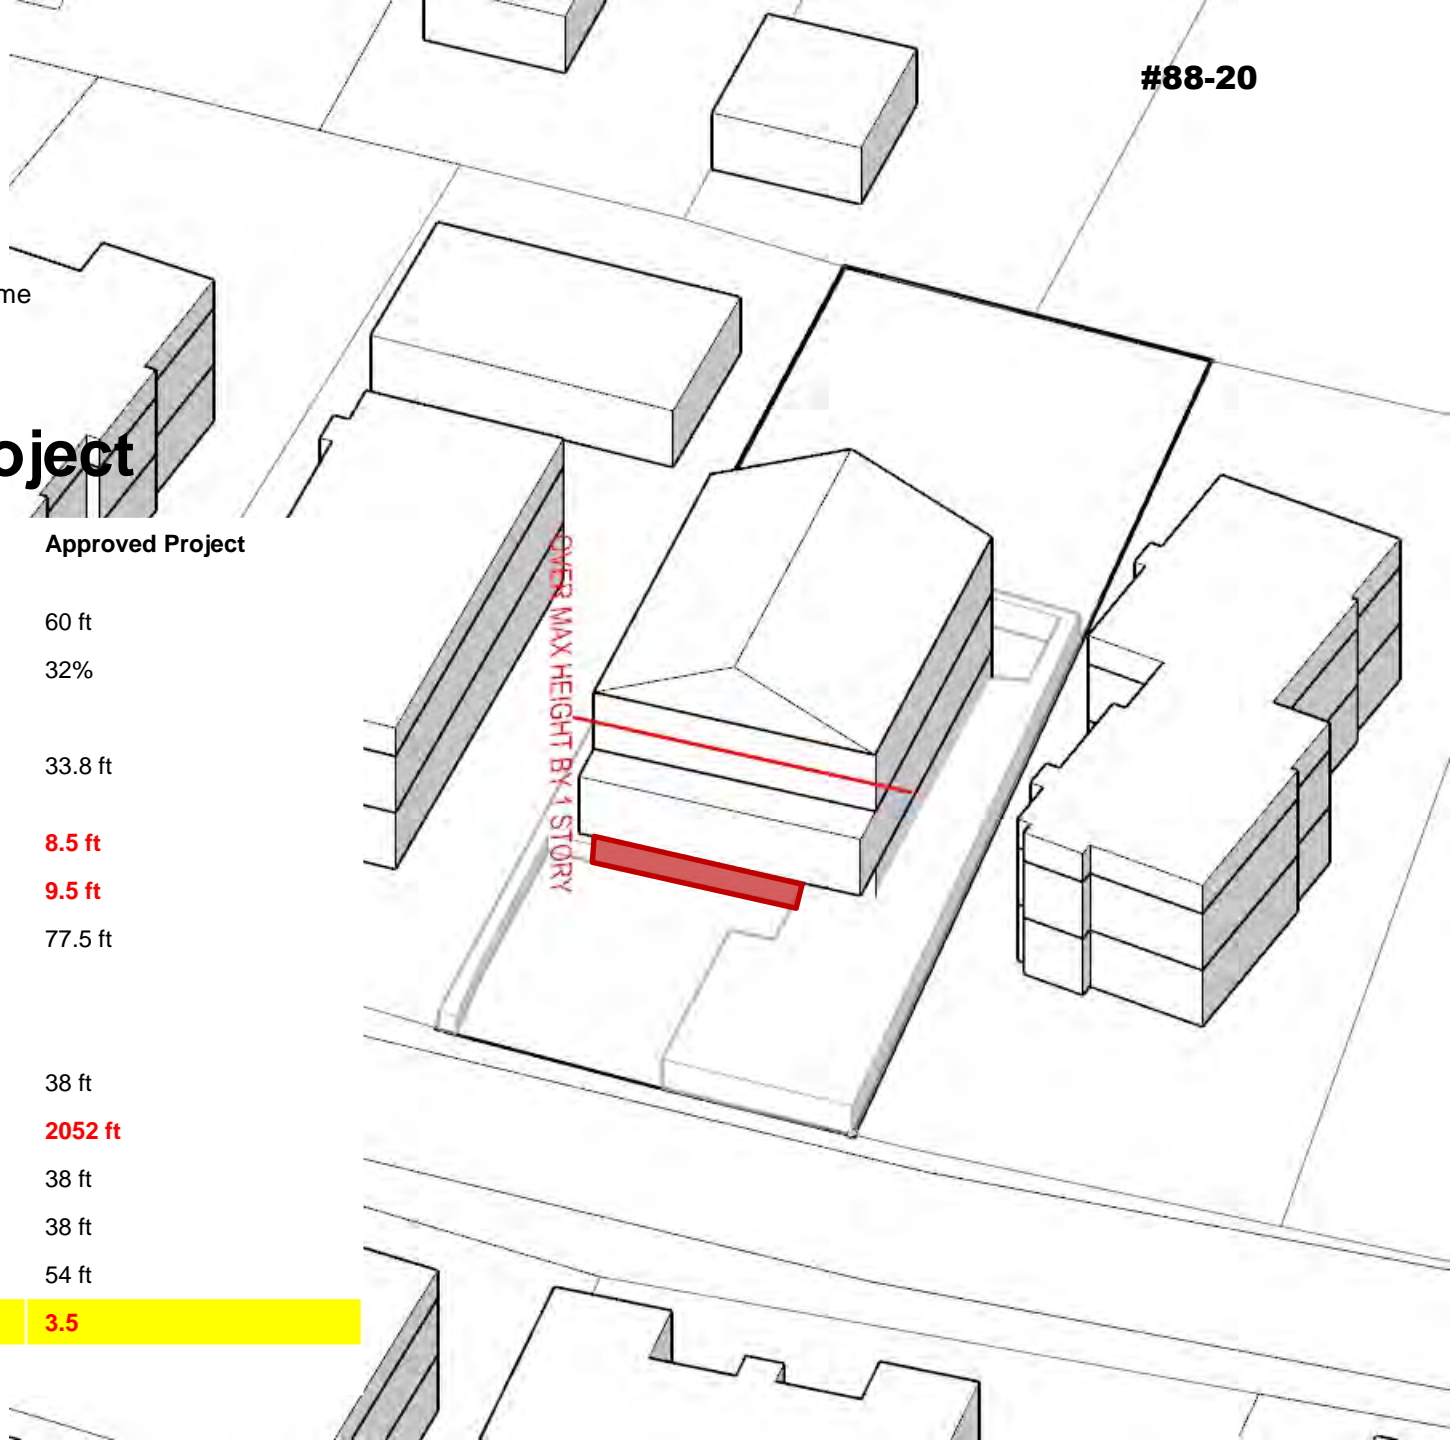 #88-20
me
oject
Approved Project
60 ft
32%
33.8 ft
8.5 ft
9.5 ft
77.5 ft
38 ft
2052 ft
38 ft
38 ft
54 ft
3.5
OVER MAX HEIGHT BY 1 STORY